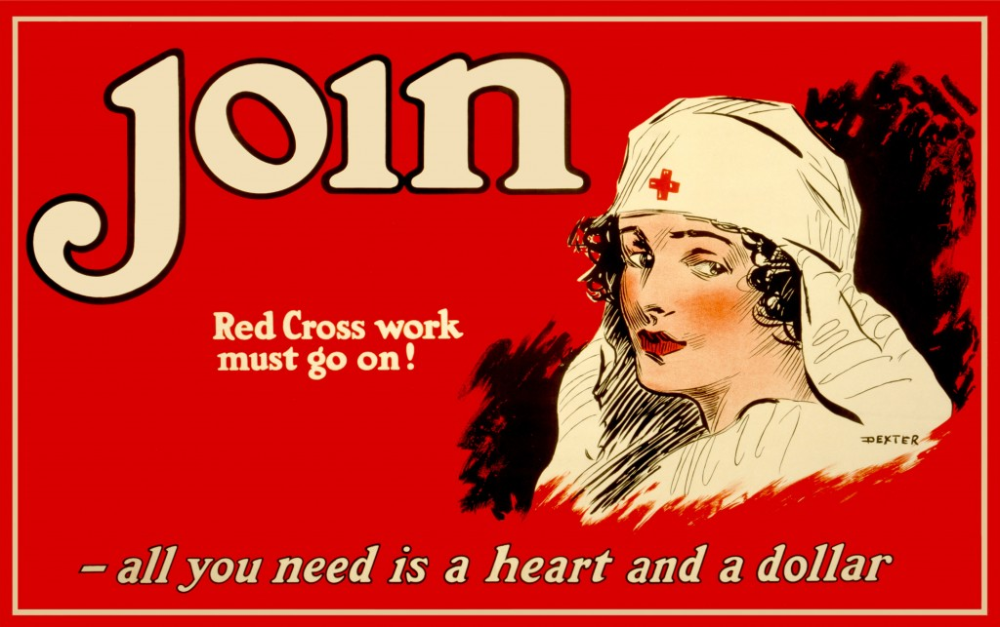 Join
Red Cross work
must go on!
DEXTER
– all you need is a heart and a dollar